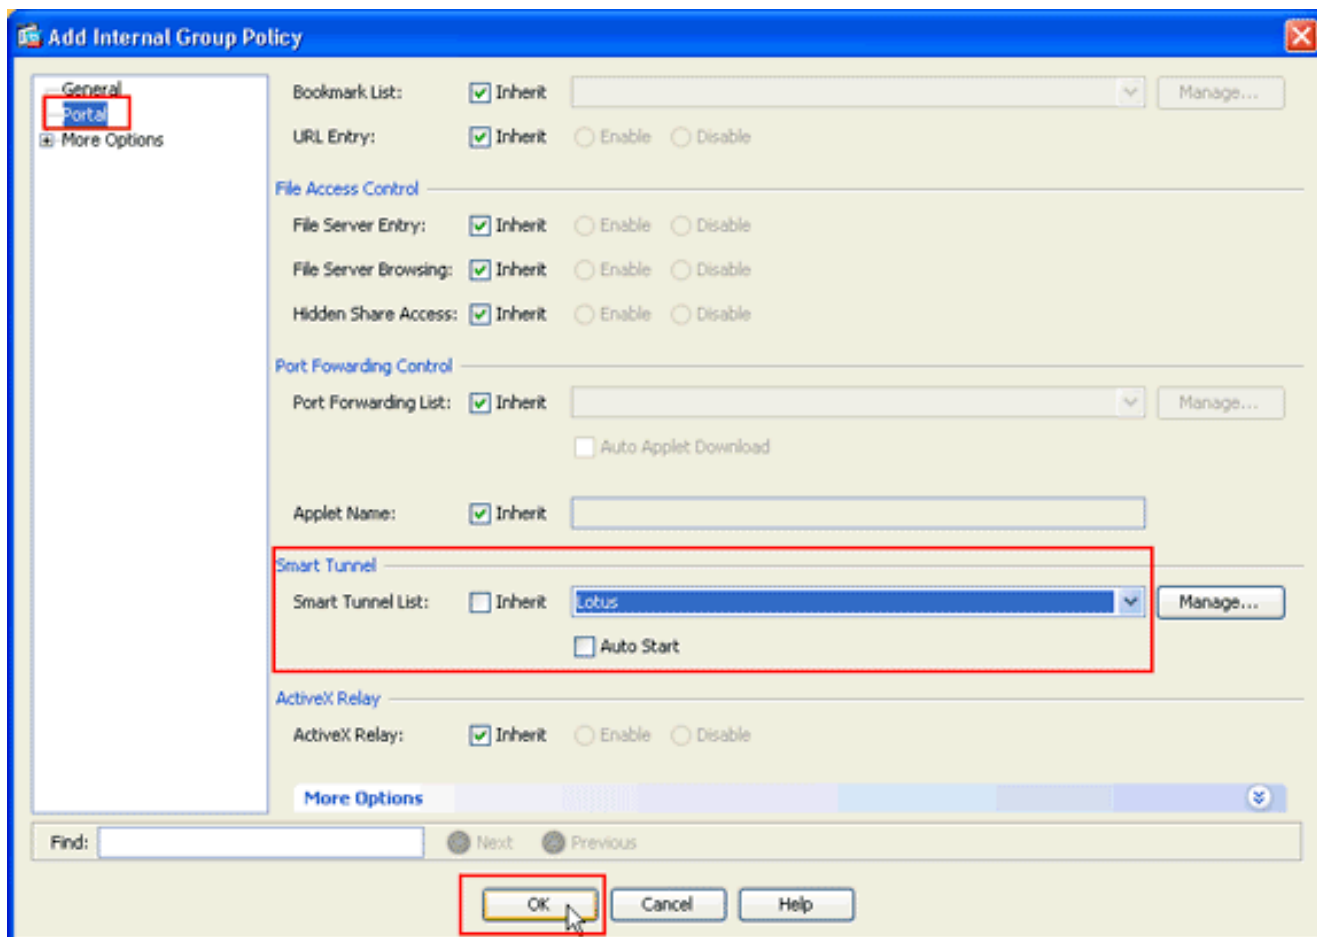 Add Internal Group Policy
General
Portal
More Options
Bookmark List: Inherit Manage...
URL Entry: Inherit Enable Disable
File Access Control
File Server Entry: Inherit Enable Disable
File Server Browsing: Inherit Enable Disable
Hidden Share Access: Inherit Enable Disable
Port Fowarding Control
Port Forwarding List: Inherit Manage...
Auto Applet Download
Applet Name: Inherit
Smart Tunnel
Smart Tunnel List: Inherit Lotus Manage...
Auto Start
ActiveX Relay
ActiveX Relay: Inherit Enable Disable
More Options
Find: Next Previous
OK Cancel Help